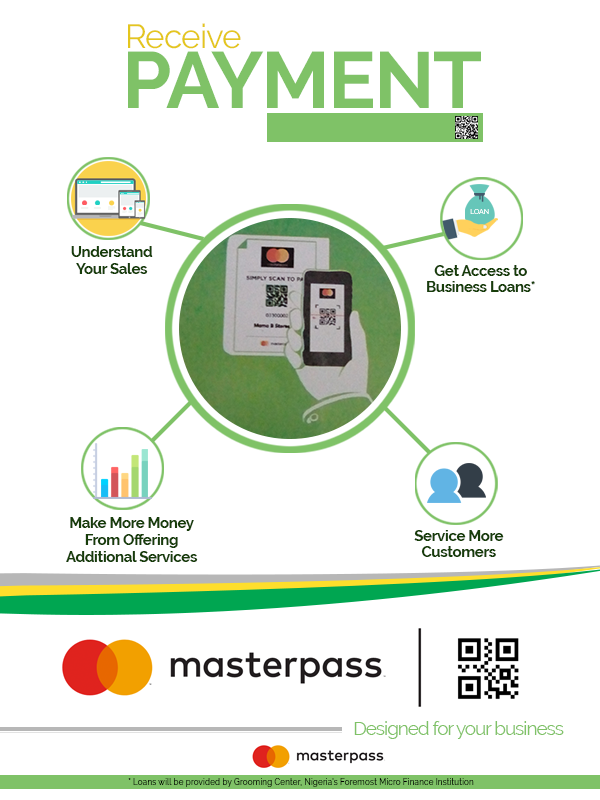 Receive
PAYMENT
Understand
Your Sales
LOAN
Get Access to
Business Loans*
SIMPLY SCAN TO PA
Mama B Stores
Make More Money
From Offering
Additional Services
Service More
Customers
masterpass
Designed for your business
masterpass
* Loans will be provided by Grooming Center, Nigeria's Foremost Micro Finance Institution